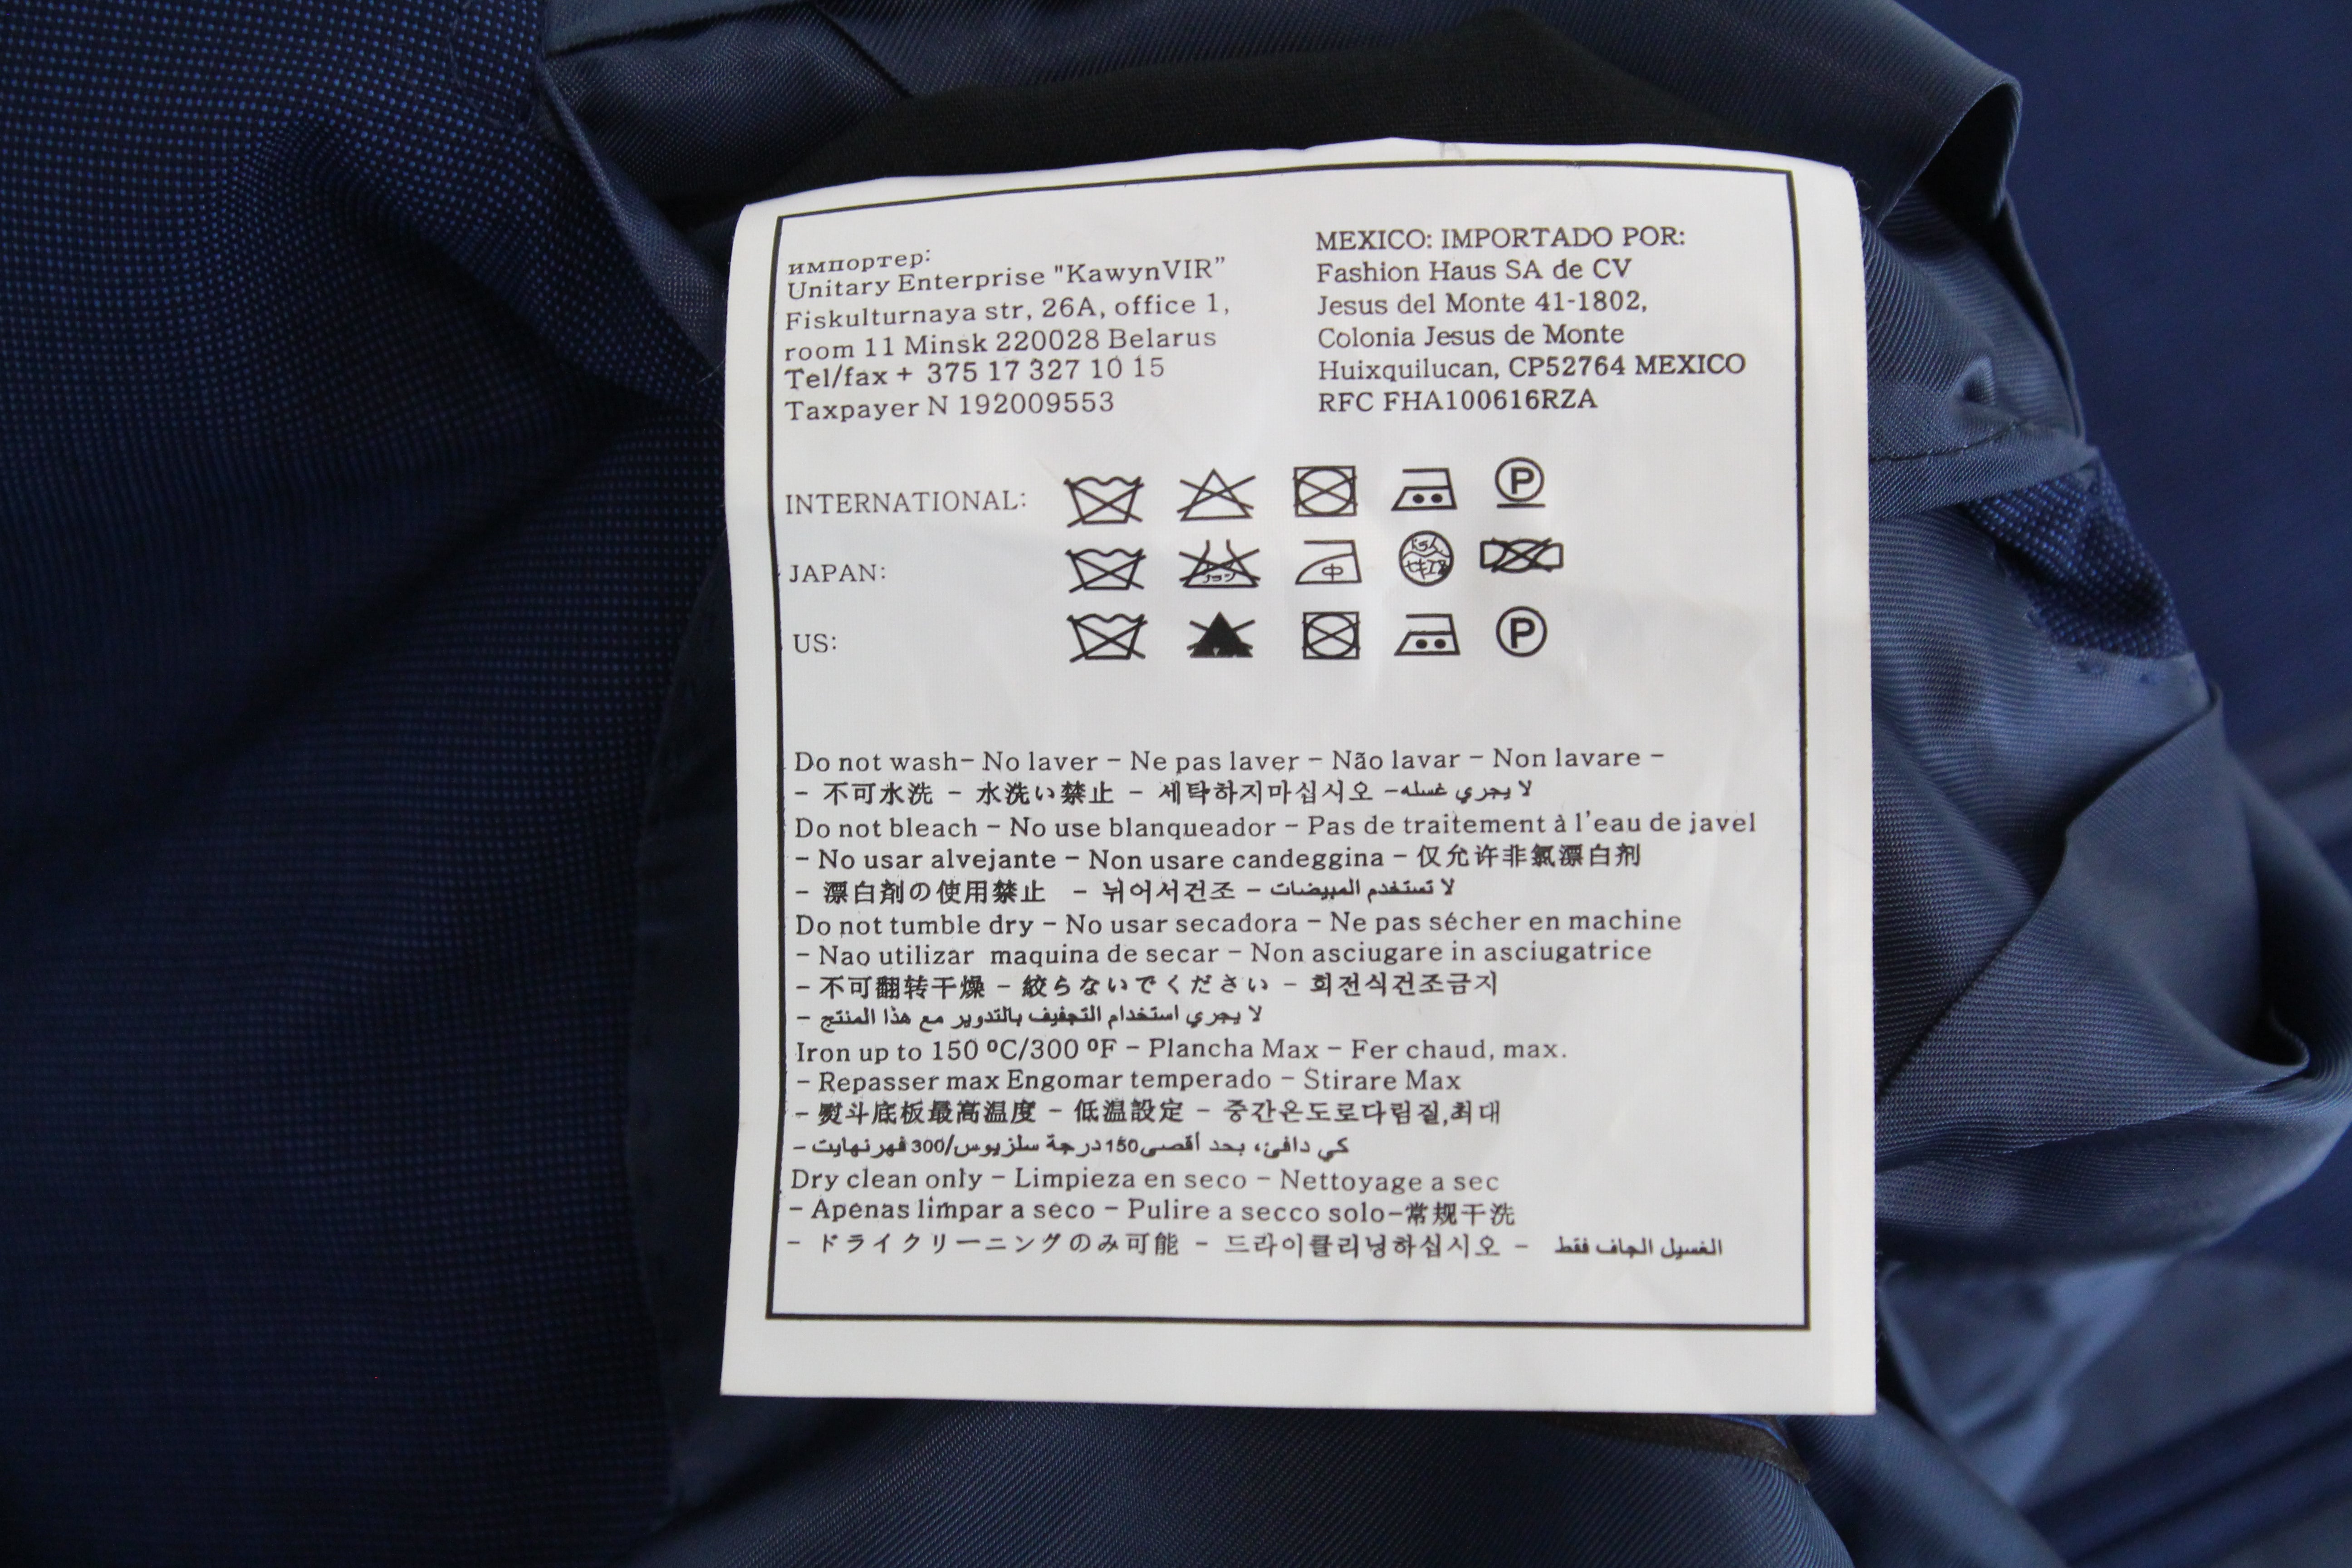 импортер:
Unitary Enterprise "KawynVIR”
Fiskulturnaya str, 26A, office 1,
room 11 Minsk 220028 Belarus
Tel/fax + 375 17 327 10 15
Taxpayer N 192009553
MEXICO: IMPORTADO POR:
Fashion Haus SA de CV
Jesus del Monte 41-1802,
Colonia Jesus de Monte
Huixquilucan, CP52764 MEXICO
RFC FHA100616RZA
INTERNATIONAL:
P
JAPAN:
中
US:
P
Do not wash- No laver - Ne pas laver - Não lavar - Non lavare -
- 不可水洗 - 水洗い禁止 - 세탁하지마십시오 - لا يجري غسله
Do not bleach - No use blanqueador - Pas de traitement à l'eau de javel
- No usar alvejante - Non usare candeggina - 仅允许非氯漂白剂
- 漂白剤の使用禁止 - 뉘어서건조 - لا تستخدم المبيضات
Do not tumble dry - No usar secadora - Ne pas sécher en machine
- Nao utilizar maquina de secar - Non asciugare in asciugatrice
- 不可翻转干燥 - 絞らないでください - 회전식건조금지
- لا يجري استخدام التجفيف بالتدوير مع هذا المنتج
Iron up to 150 ºC/300 ºF - Plancha Max - Fer chaud, max.
- Repasser max Engomar temperado - Stirare Max
- 熨斗底板最高温度 - 低温設定 - 중간온도로다림질,최대
- كي دافئ، بحد أقصى150درجة سلزيوس/300فهرنهايت
Dry clean only - Limpieza en seco - Nettoyage a sec
- Apenas limpar a seco - Pulire a secco solo-常规干洗
- ドライクリーニングのみ可能 - 드라이클리닝하십시오 - الغسيل الجاف فقط